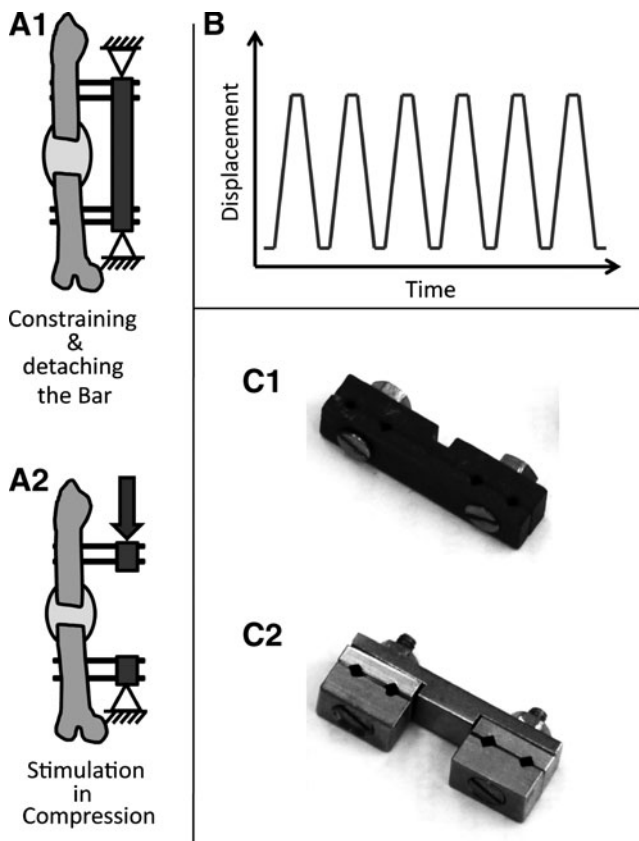 A1
Constraining
&
detaching
the Bar
A2
Stimulation
in
Compression
B
Displacement
Time
C1
C2